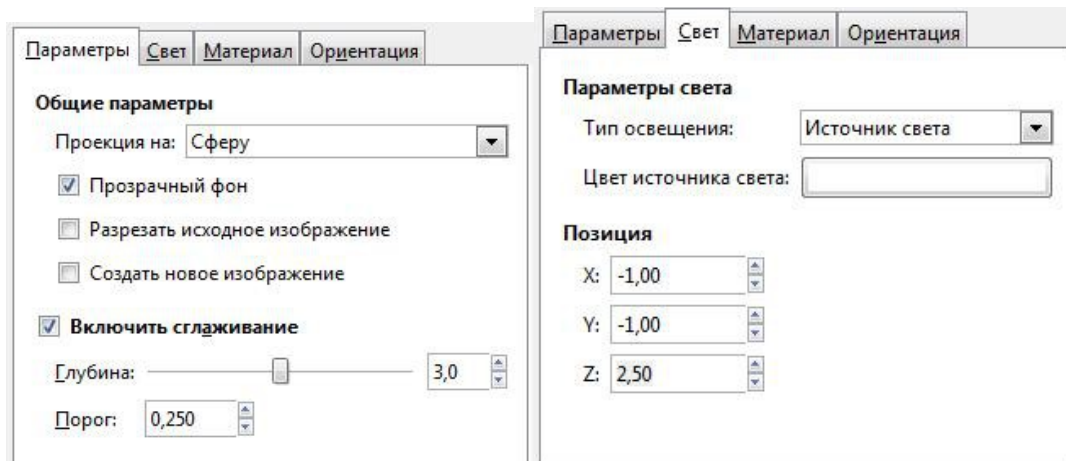 Параметры Свет Материал Ориентация
Общие параметры
Проекция на: Сферу
Прозрачный фон
Разрезать исходное изображение
Создать новое изображение
Включить сглаживание
Глубина: 3,0
Порог: 0,250
Параметры Свет Материал Ориентация
Параметры света
Тип освещения: Источник света
Цвет источника света:
Позиция
X: -1,00
Y: -1,00
Z: 2,50